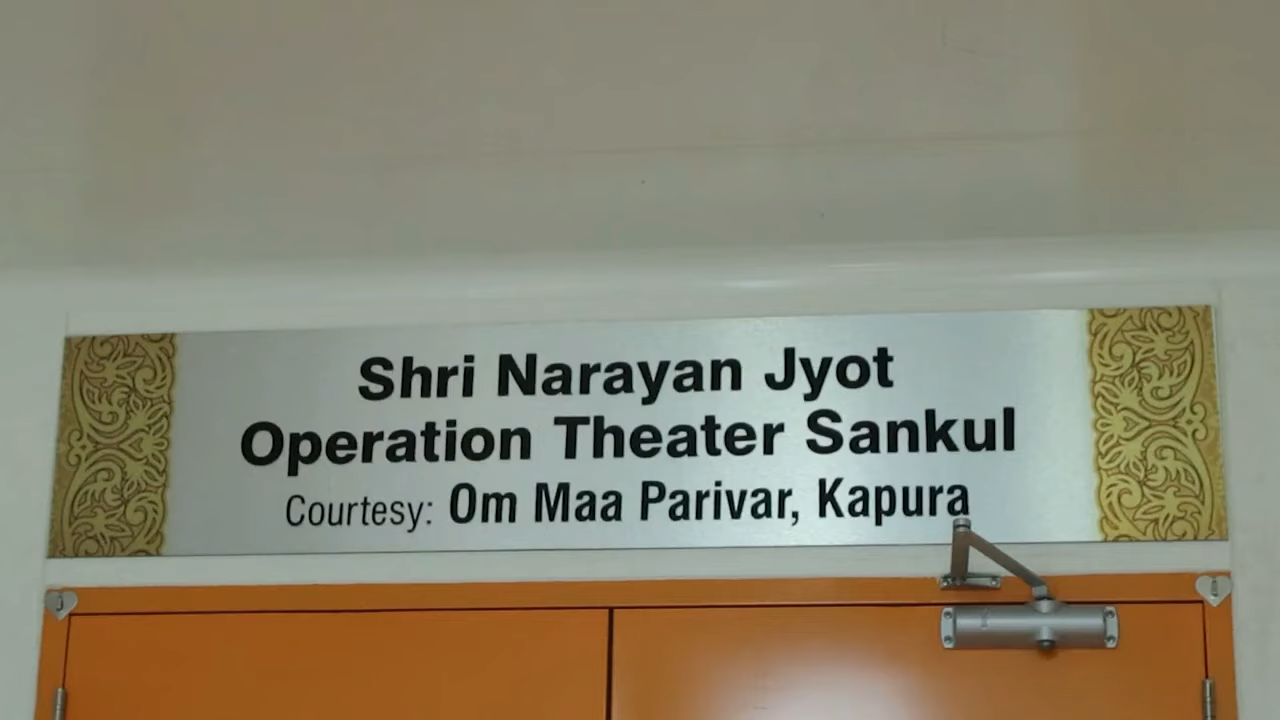 Shri Narayan Jyot
Operation Theater Sankul
Courtesy: Om Maa Parivar, Kapura